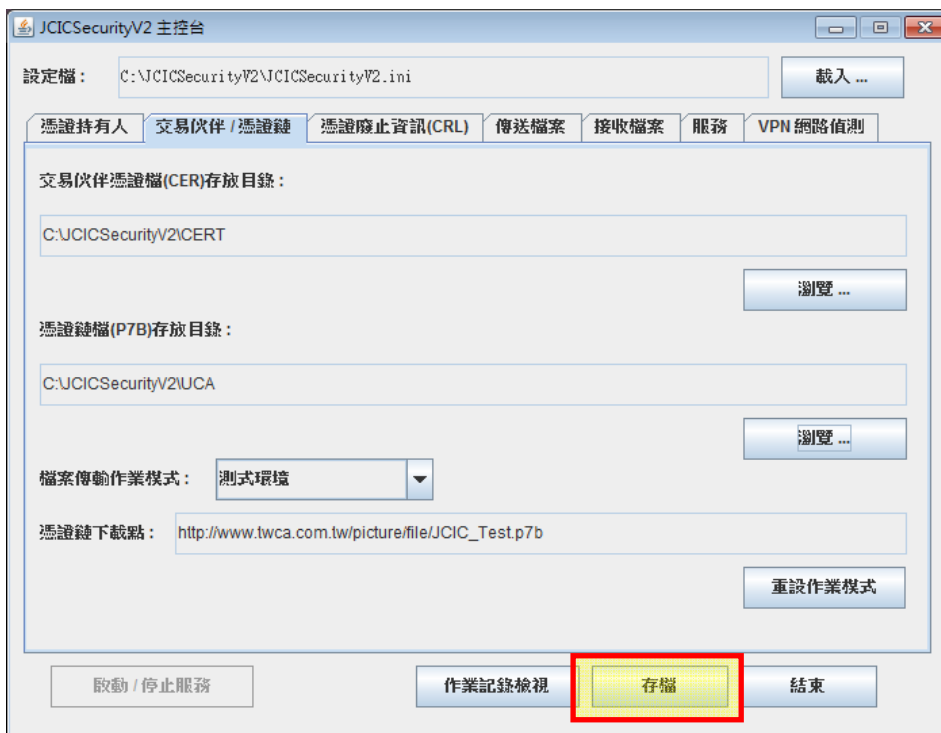 JCICSecurityV2 主控台
設定檔： C:\JCICSecurityV2\JCICSecurityV2.ini 載入 ...
憑證持有人 交易伙伴 / 憑證鏈 憑證廢止資訊(CRL) 傳送檔案 接收檔案 服務 VPN 網路偵測
交易伙伴憑證檔(CER)存放目錄：
C:\JCICSecurityV2\CERT
瀏覽 ...
憑證鏈檔(P7B)存放目錄：
C:\JCICSecurityV2\UCA
瀏覽 ...
檔案傳輸作業模式： 測式環境
憑證鏈下載點： http://www.twca.com.tw/picture/file/JCIC_Test.p7b
重設作業模式
啟動 / 停止服務 作業記錄檢視 存檔 結束